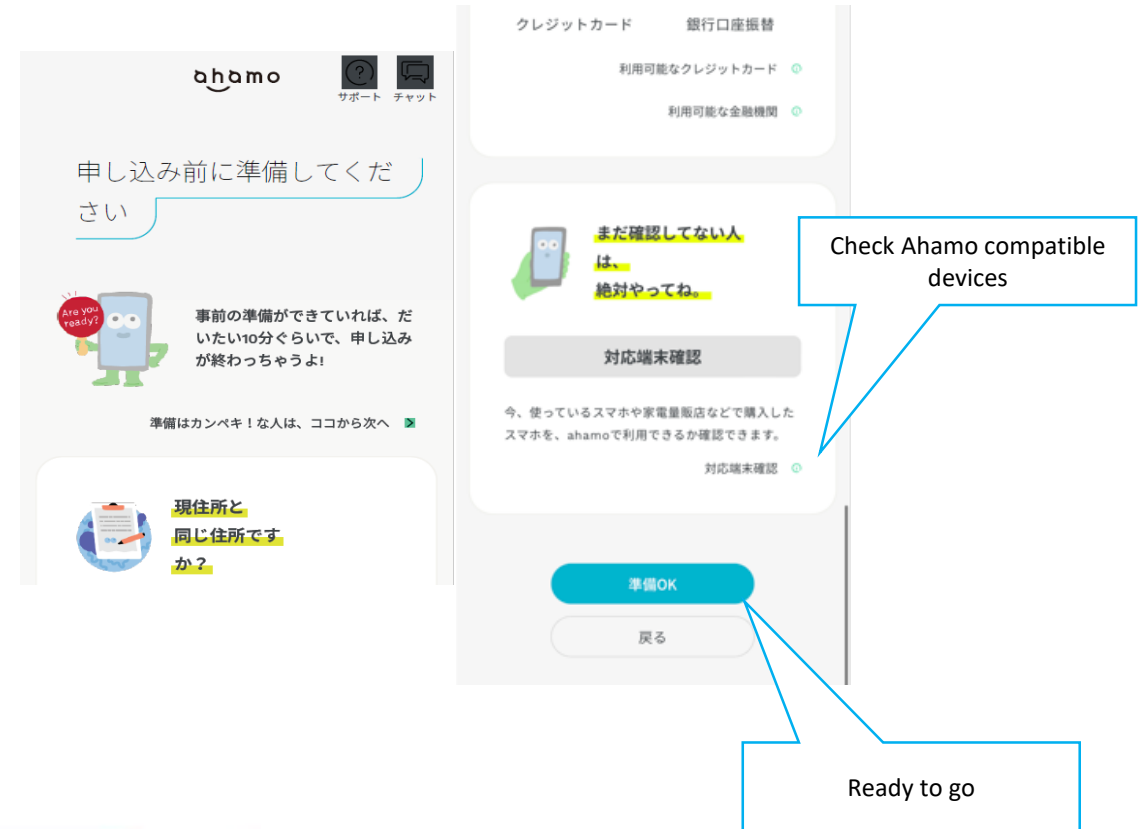 ahamo
サポート チャット
申し込み前に準備してくだ
さい
Are you
ready?
事前の準備ができていれば、だ
いたい10分ぐらいで、申し込み
が終わっちゃうよ!
準備はカンペキ！な人は、ココから次へ
現住所と
同じ住所です
か？
クレジットカード 銀行口座振替
利用可能なクレジットカード
利用可能な金融機関
まだ確認してない人
は、
絶対やってね。
対応端末確認
今、使っているスマホや家電量販店などで購入した
スマホを、ahamoで利用できるか確認できます。
対応端末確認
準備OK
戻る
Check Ahamo compatible
devices
Ready to go